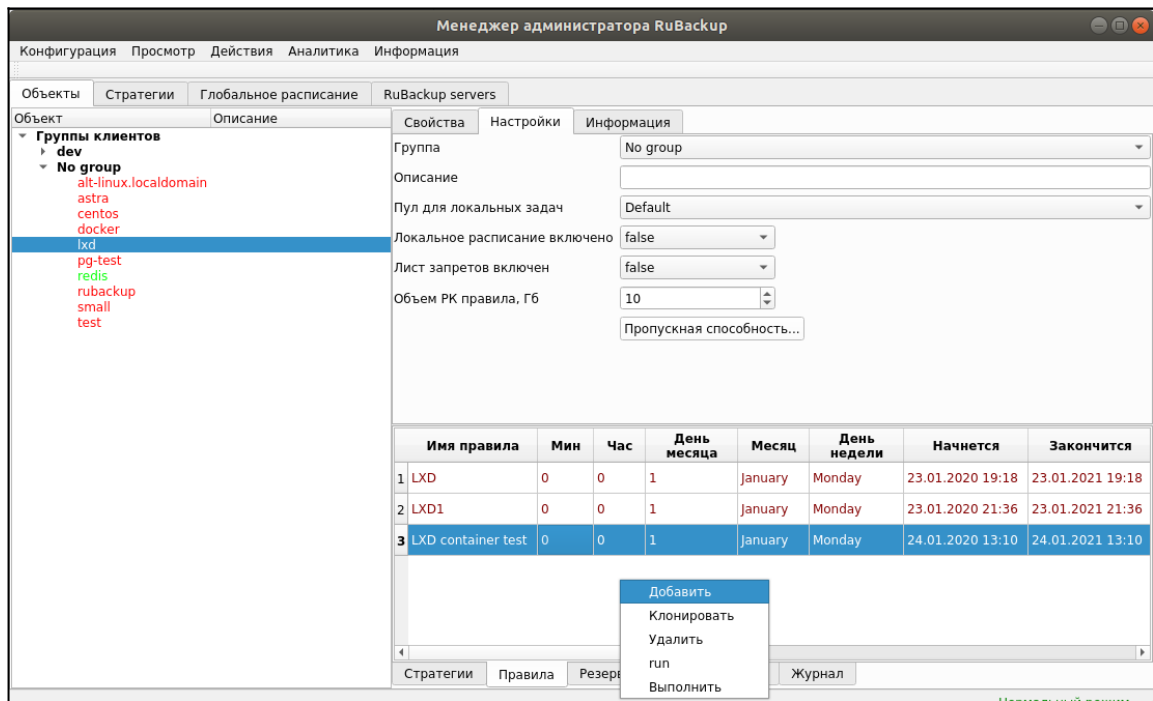 Менеджер администратора RuBackup
Конфигурация Просмотр Действия Аналитика Информация
Объекты Стратегии Глобальное расписание RuBackup servers
Объект Описание
Группы клиентов
dev
No group
alt-linux.localdomain
astra
centos
docker
lxd
pg-test
redis
rubackup
small
test
Свойства Настройки Информация
Группа No group
Описание
Пул для локальных задач Default
Локальное расписание включено false
Лист запретов включен false
Объем РК правила, Гб 10
Пропускная способность...
Имя правила Мин Час День месяца Месяц День недели Начнется Закончится
1 LXD 0 0 1 January Monday 23.01.2020 19:18 23.01.2021 19:18
2 LXD1 0 0 1 January Monday 23.01.2020 21:36 23.01.2021 21:36
3 LXD container test 0 0 1 January Monday 24.01.2020 13:10 24.01.2021 13:10
Добавить
Клонировать
Удалить
run
Выполнить
Стратегии Правила Резер Журнал